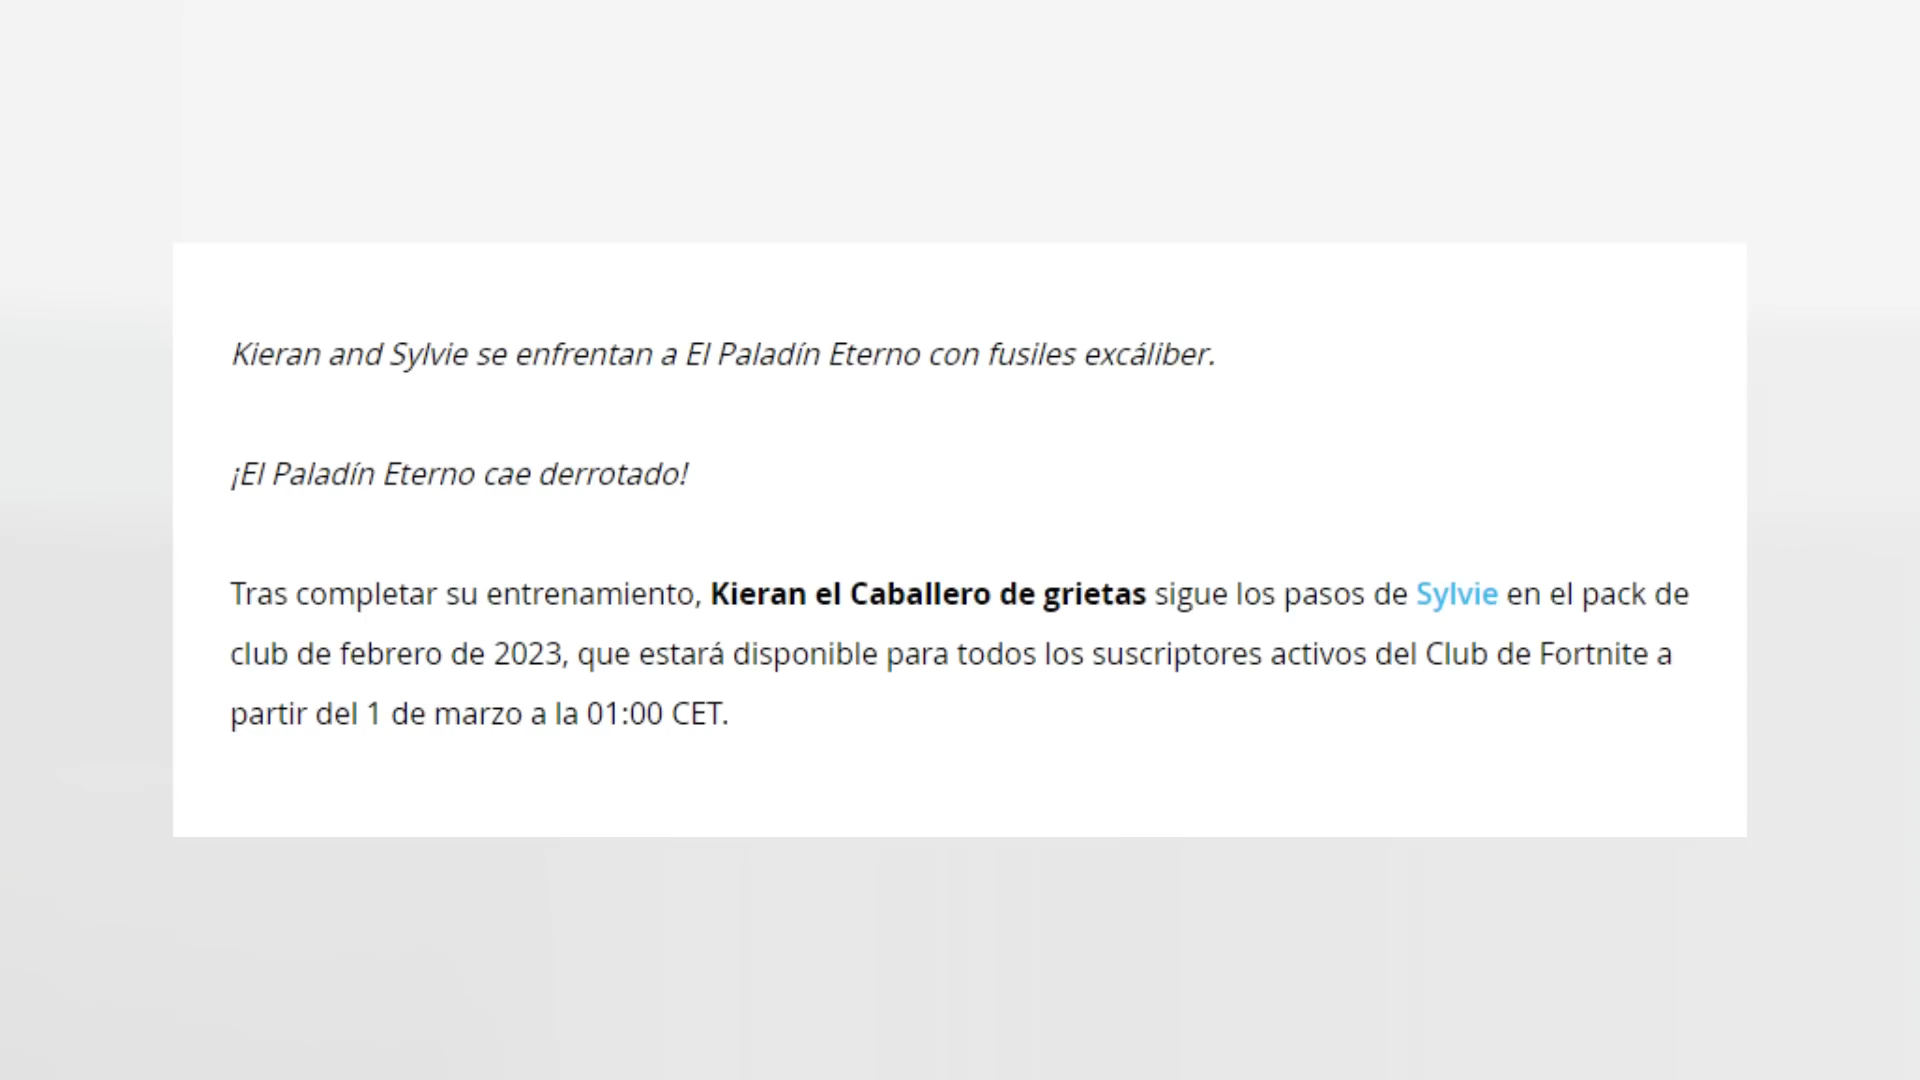 Kieran and Sylvie se enfrentan a El Paladín Eterno con fusiles excáliber.
¡El Paladín Eterno cae derrotado!
Tras completar su entrenamiento, Kieran el Caballero de grietas sigue los pasos de Sylvie en el pack de
club de febrero de 2023, que estará disponible para todos los suscriptores activos del Club de Fortnite a
partir del 1 de marzo a la 01:00 CET.